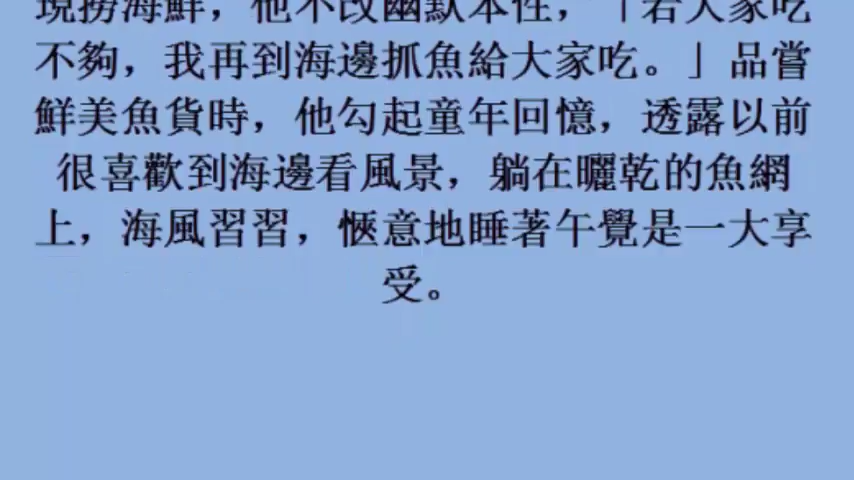 現撈海鮮，他不改幽默本性，「若大家吃
不夠，我再到海邊抓魚給大家吃。」品嘗
鮮美魚貨時，他勾起童年回憶，透露以前
很喜歡到海邊看風景，躺在曬乾的魚網
上，海風習習，愜意地睡著午覺是一大享
受。